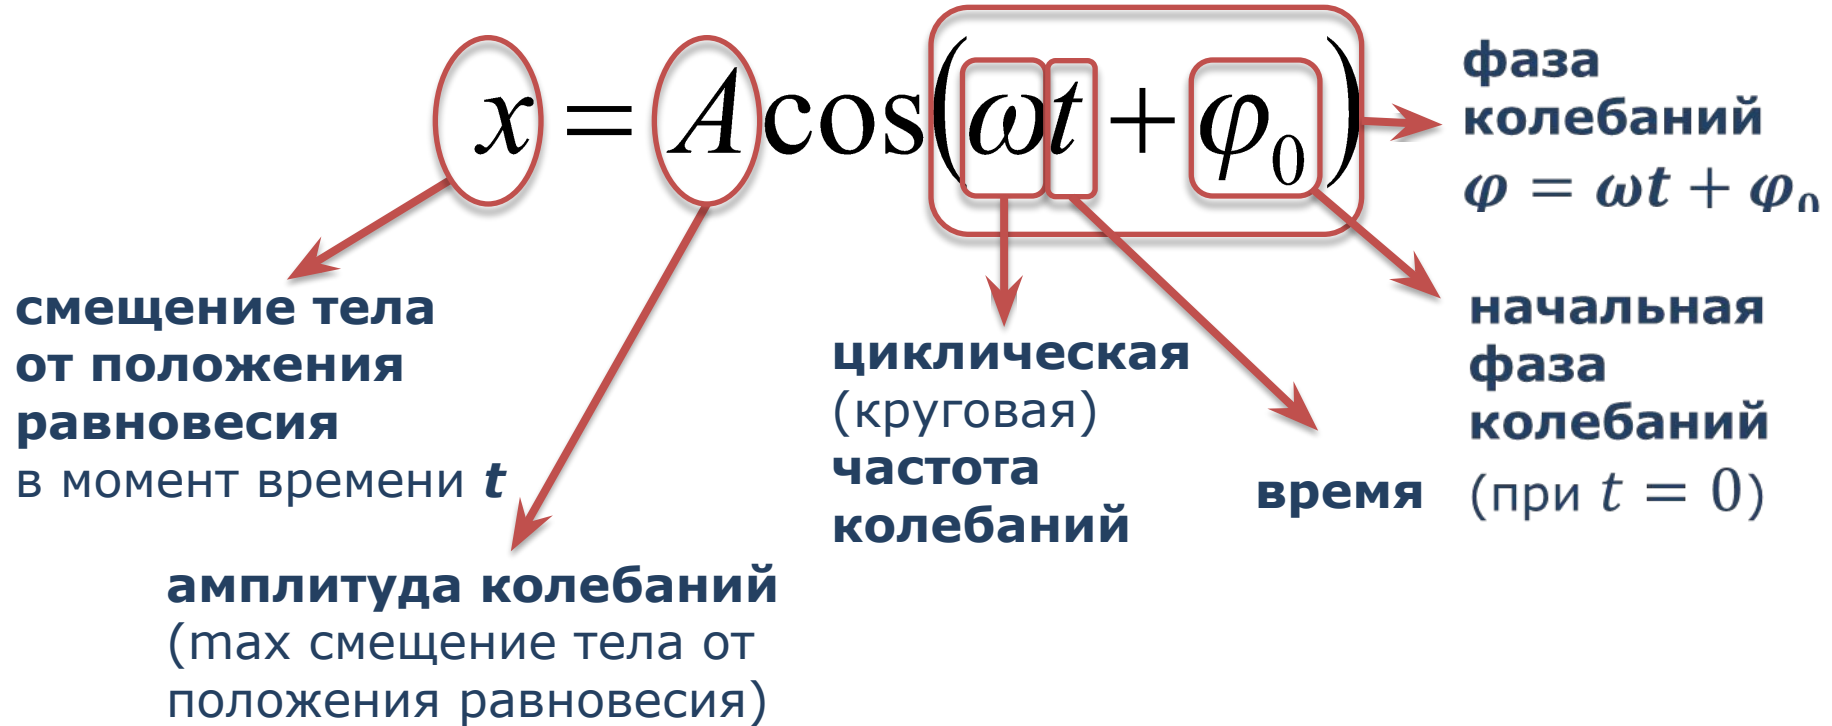 x = A cos(ωt + φ₀)
фаза
колебаний
φ = ωt + φ₀
смещение тела
от положения
равновесия
в момент времени t
амплитуда колебаний
(max смещение тела от
положения равновесия)
циклическая
(круговая)
частота
колебаний
время
начальная
фаза
колебаний
(при t = 0)